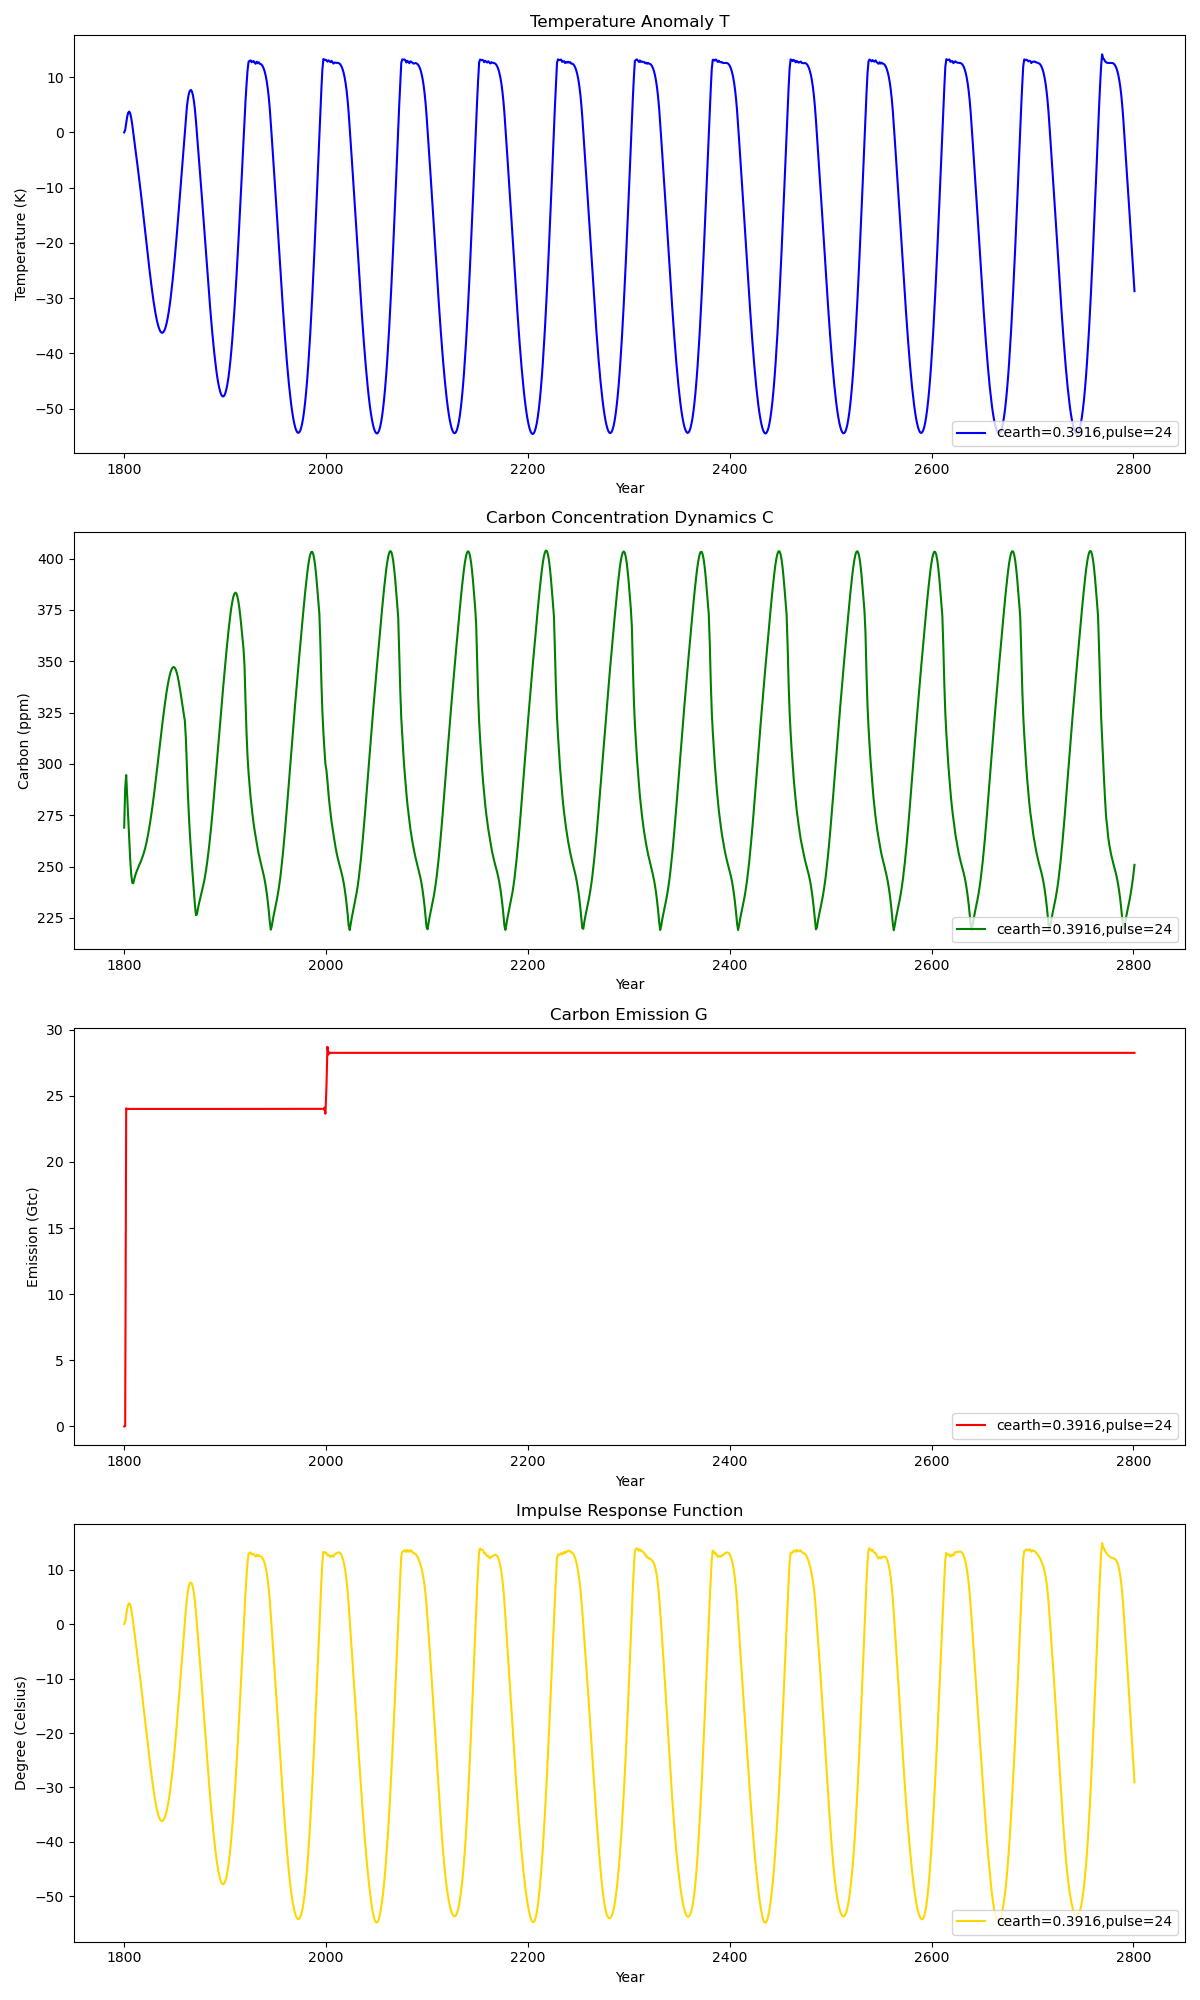 Temperature Anomaly T
Temperature (K)
10
0
−10
−20
−30
−40
−50
cearth=0.3916,pulse=24
1800 2000 2200 2400 2600 2800
Year
Carbon Concentration Dynamics C
Carbon (ppm)
400
375
350
325
300
275
250
225
cearth=0.3916,pulse=24
1800 2000 2200 2400 2600 2800
Year
Carbon Emission G
Emission (Gtc)
30
25
20
15
10
5
0
cearth=0.3916,pulse=24
1800 2000 2200 2400 2600 2800
Year
Impulse Response Function
Degree (Celsius)
10
0
−10
−20
−30
−40
−50
cearth=0.3916,pulse=24
1800 2000 2200 2400 2600 2800
Year